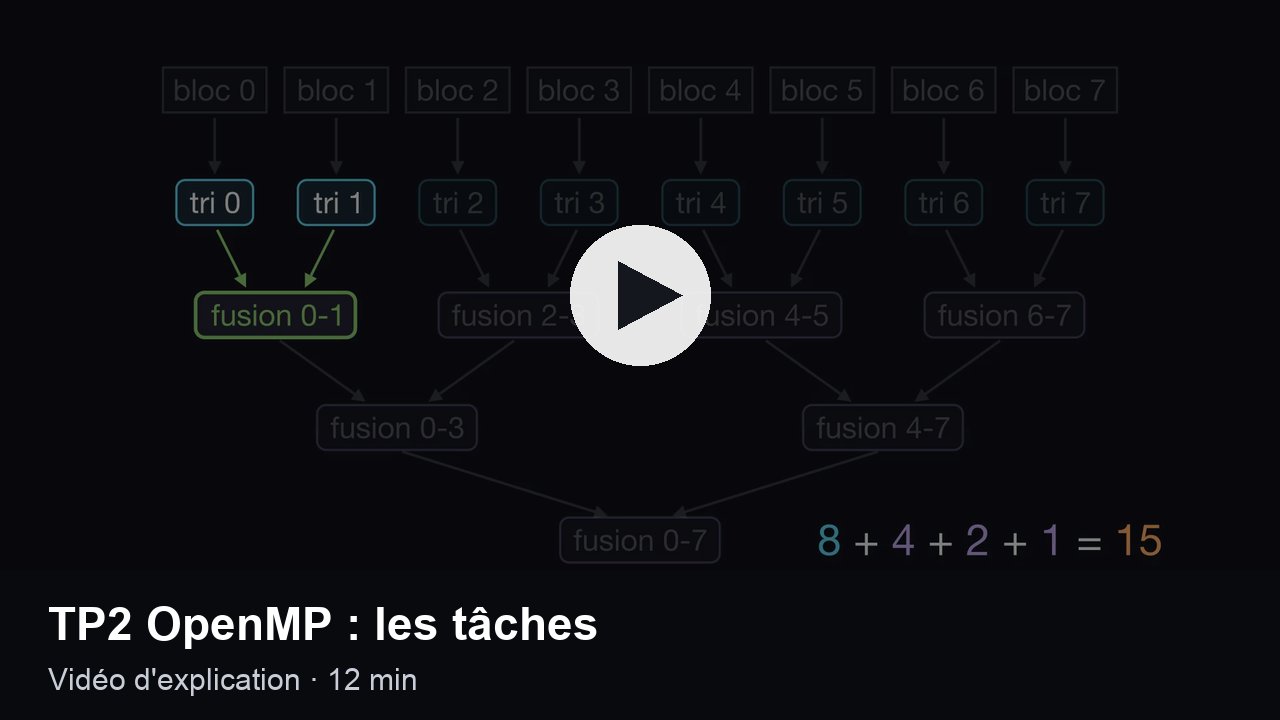 bloc 0 bloc 1 bloc 2 bloc 3 bloc 4 bloc 5 bloc 6 bloc 7
tri 0 tri 1 tri 2 tri 3 tri 4 tri 5 tri 6 tri 7
fusion 0-1 fusion 2- fusion 4-5 fusion 6-7
fusion 0-3 fusion 4-7
fusion 0-7 8 + 4 + 2 + 1 = 15
TP2 OpenMP : les tâches
Vidéo d'explication · 12 min